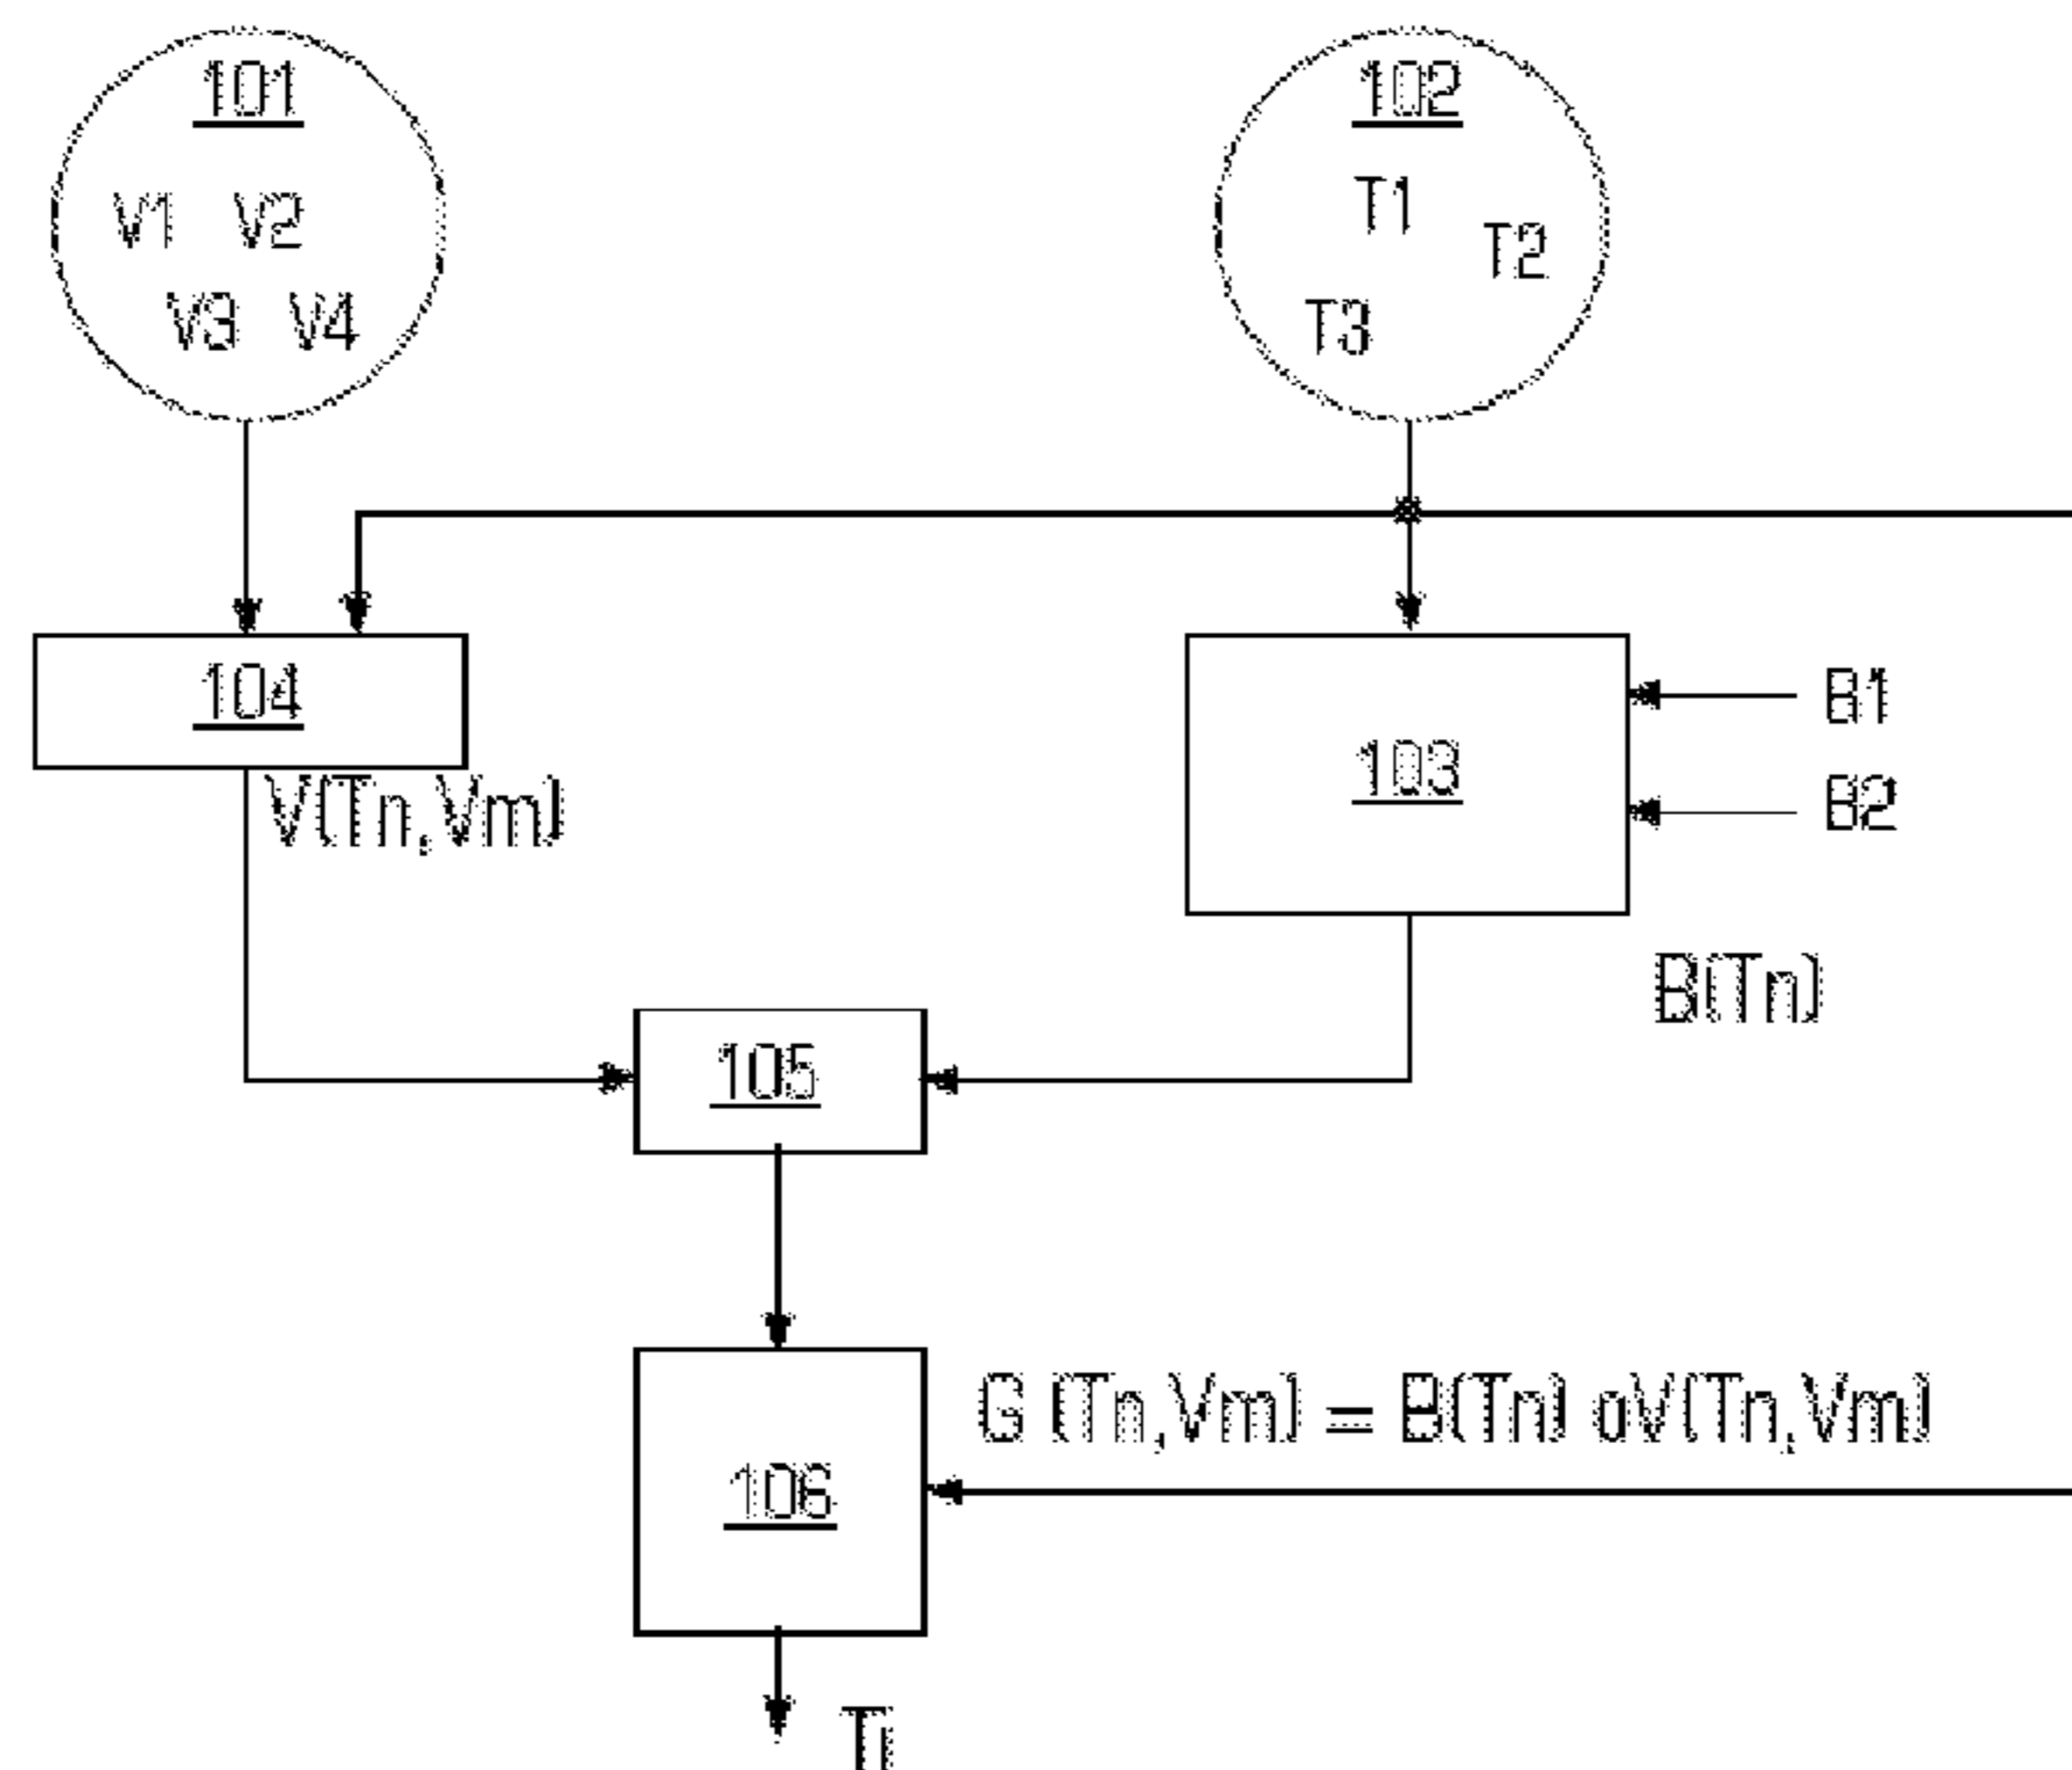 101
102
V1 V2
T1
T2
V3 V4
T3
104
B1
103
B2
V(Tn,Vm)
B(Tn)
105
G (Tn,Vm) = B(Tn) oV(Tn,Vm)
106